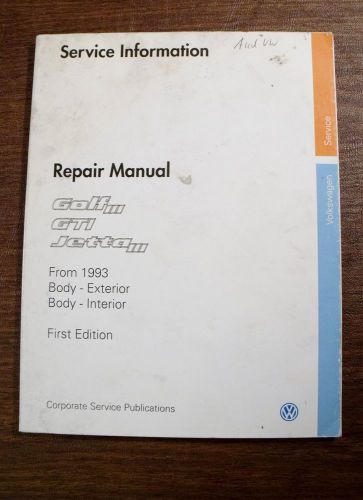 Service Information
Service
Repair Manual
Volkswagen
Golf III
GTI
Jetta III
From 1993
Body - Exterior
Body - Interior
First Edition
Corporate Service Publications
VW